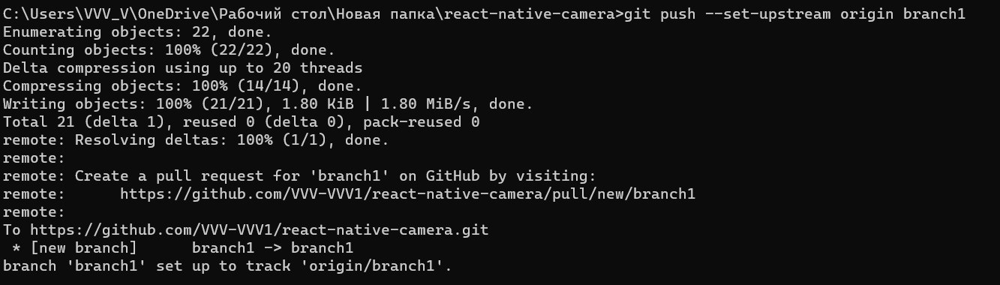 C:\Users\VVV_V\OneDrive\Рабочий стол\Новая папка\react-native-camera>git push --set-upstream origin branch1
Enumerating objects: 22, done.
Counting objects: 100% (22/22), done.
Delta compression using up to 20 threads
Compressing objects: 100% (14/14), done.
Writing objects: 100% (21/21), 1.80 KiB | 1.80 MiB/s, done.
Total 21 (delta 1), reused 0 (delta 0), pack-reused 0
remote: Resolving deltas: 100% (1/1), done.
remote:
remote: Create a pull request for 'branch1' on GitHub by visiting:
remote:      https://github.com/VVV-VVV1/react-native-camera/pull/new/branch1
remote:
To https://github.com/VVV-VVV1/react-native-camera.git
 * [new branch]      branch1 -> branch1
branch 'branch1' set up to track 'origin/branch1'.